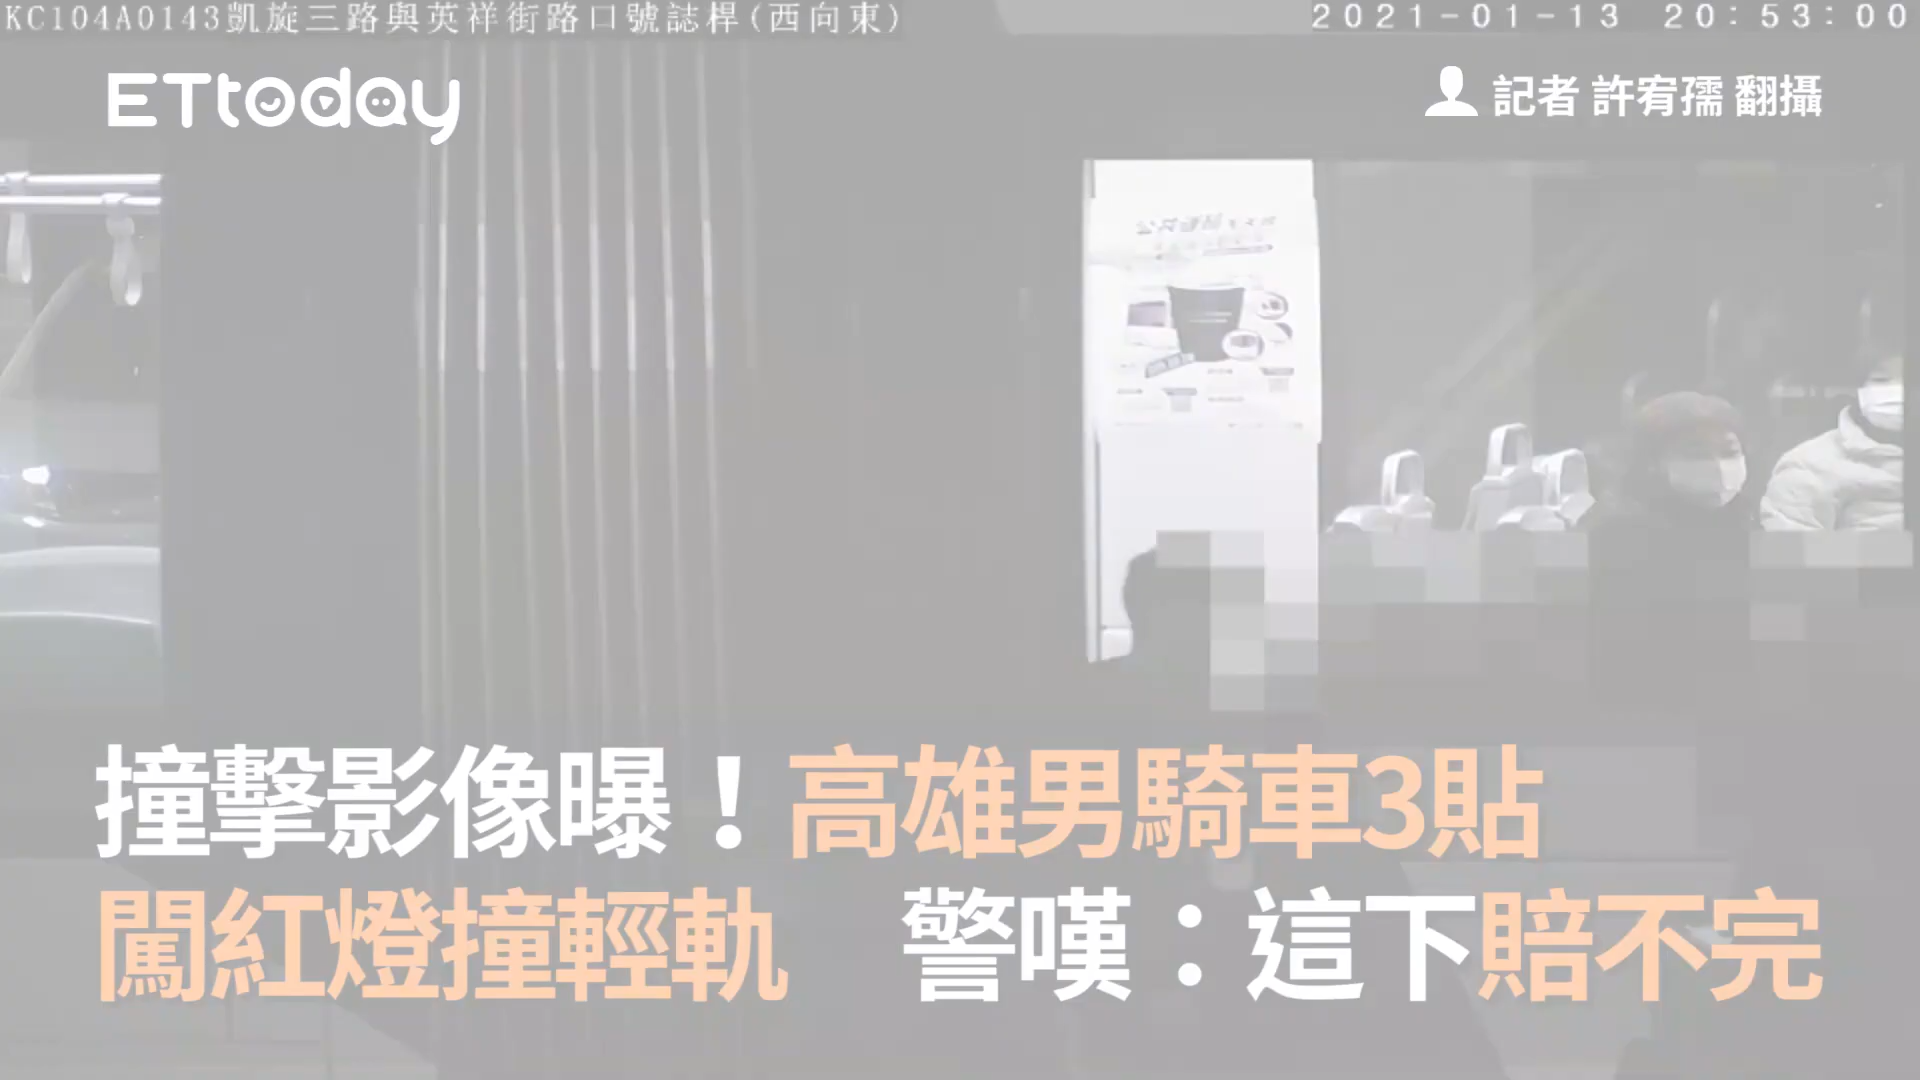 KC104A0143凱旋三路與英祥街路口號誌桿(西向東)
2021-01-13 20:53:00
ETtoday
記者 許宥孺 翻攝
撞擊影像曝！高雄男騎車3貼
闖紅燈撞輕軌 警嘆：這下賠不完